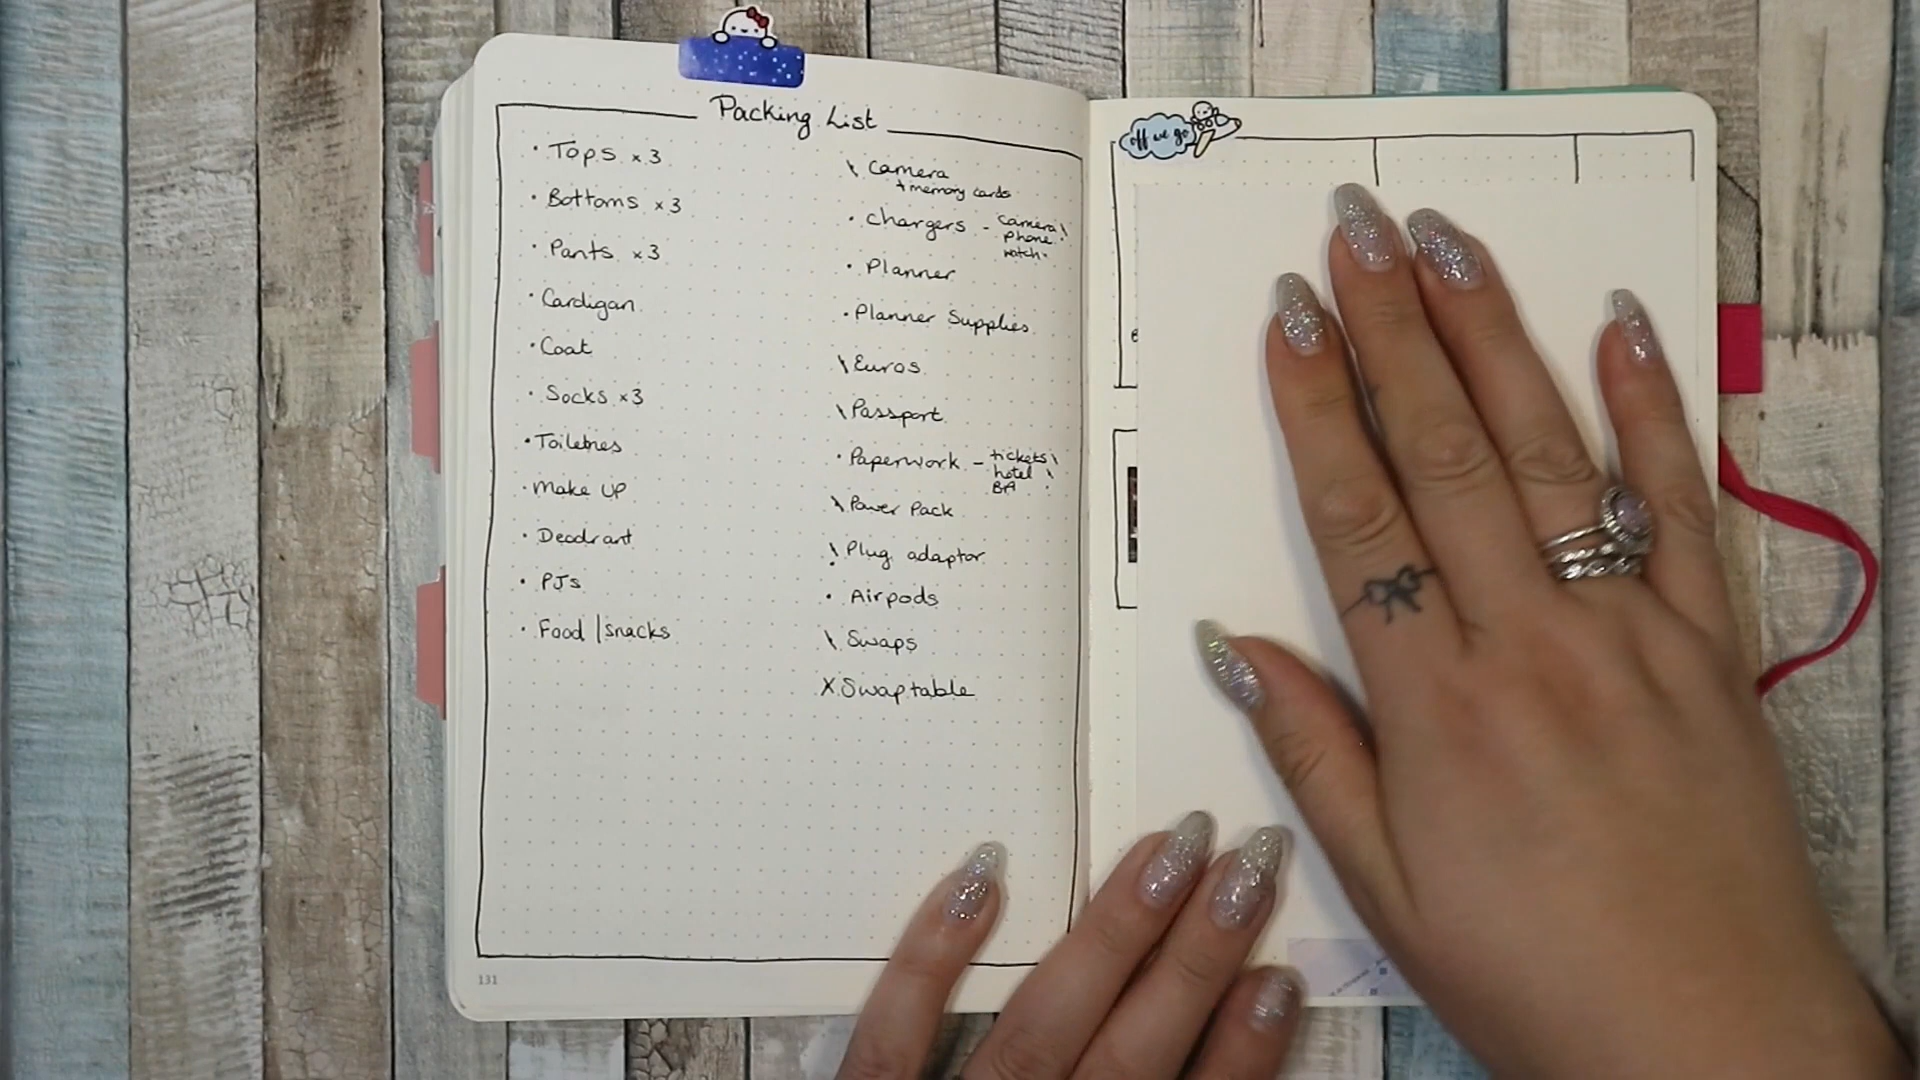 Packing List
• Tops x3
• Bottoms x3
• Pants x3
• Cardigan
• Coat
• Socks x3
• Toiletries
• Make UP
• Deodrant
• PJs
• Food | snacks
\ Camera
+ memory cards
• Chargers - Camera \
Phone •
watch •
• Planner
• Planner Supplies
\ Euros
\ Passport
• Paperwork - tickets \
hotel \
\ Power Pack
\ Plug adaptor
• Airpods
\ Swaps
X Swap table
131
off we go